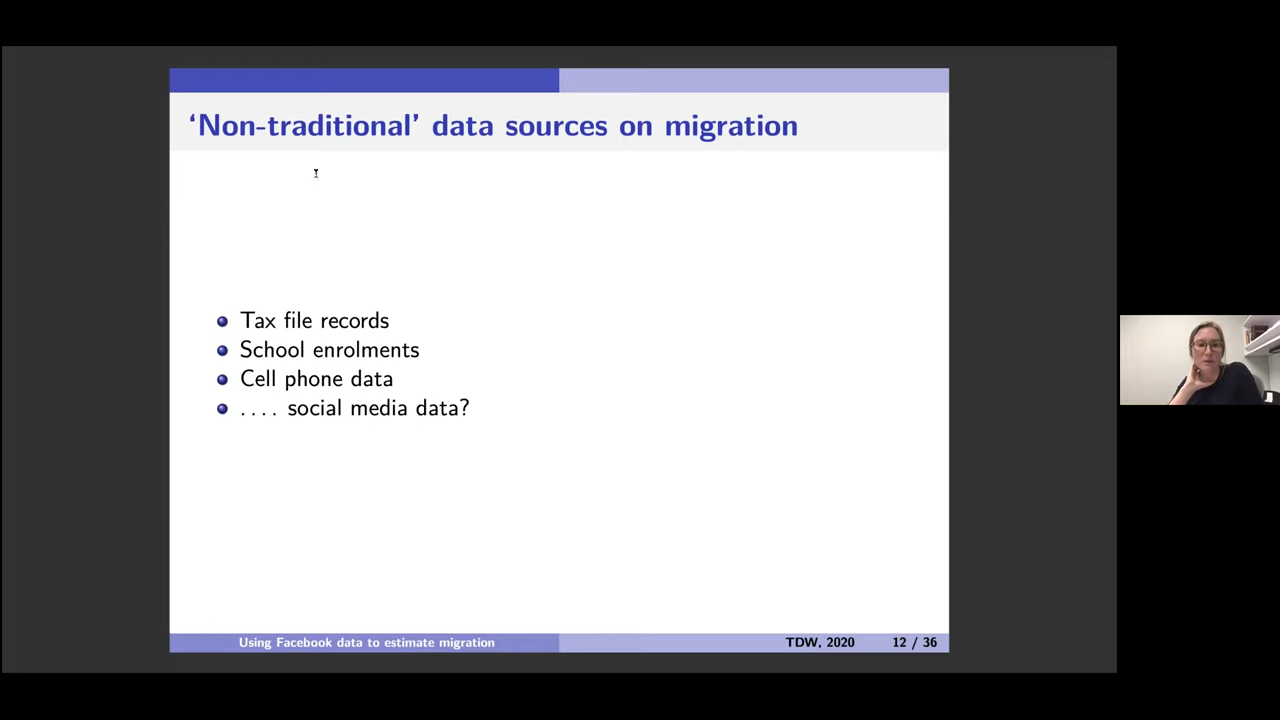 ‘Non-traditional’ data sources on migration
Tax file records
School enrolments
Cell phone data
. . . . social media data?
Using Facebook data to estimate migration
TDW, 2020
12 / 36